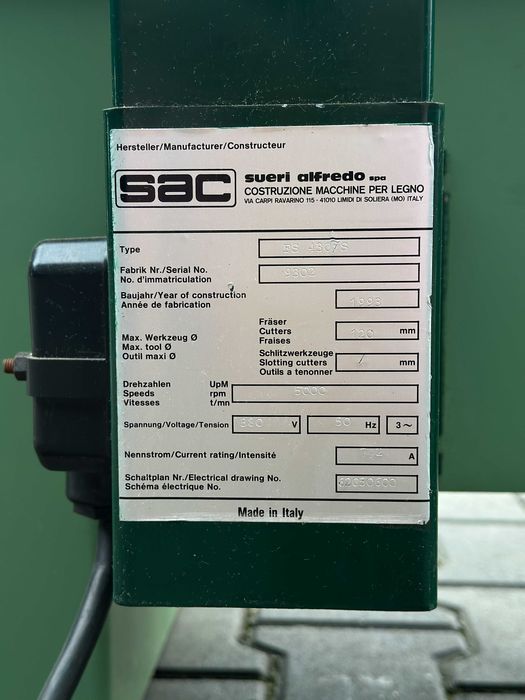 Hersteller/Manufacturer/Constructeur
sac sueri alfredo spa
COSTRUZIONE MACCHINE PER LEGNO
VIA CARPI RAVARINO 115 - 41010 LIMIDI DI SOLIERA (MO) ITALY
Type
Fabrik Nr./Serial No. 9302
No. d'immatriculation
Baujahr/Year of construction 1993
Année de fabrication
Max. Werkzeug Ø
Max. tool Ø
Outil maxi Ø
Fräser
Cutters 120 mm
Fraises
Schlitzwerkzeuge
Slotting cutters / mm
Outils a tenonner
Drehzahlen UpM
Speeds rpm 5000
Vitesses t/mn
Spannung/Voltage/Tension 380 V 50 Hz 3~
Nennstrom/Current rating/Intensité A
Schaltplan Nr./Electrical drawing No.
Schéma électrique No.
Made in Italy